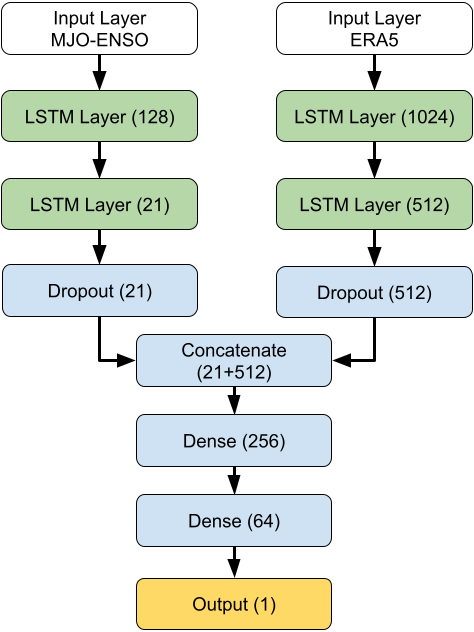 Input Layer
MJO-ENSO
LSTM Layer (128)
LSTM Layer (21)
Dropout (21)
Input Layer
ERA5
LSTM Layer (1024)
LSTM Layer (512)
Dropout (512)
Concatenate
(21+512)
Dense (256)
Dense (64)
Output (1)